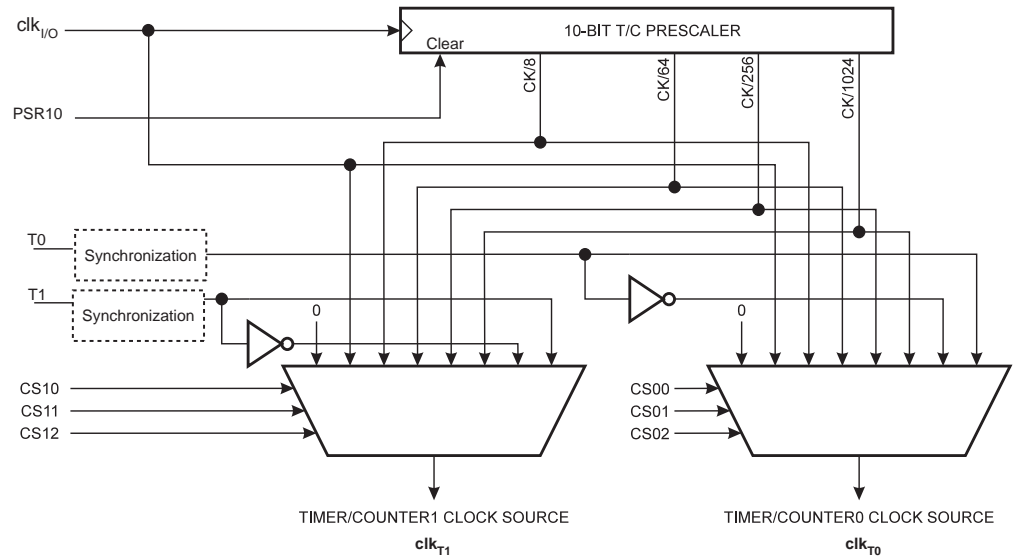 clkI/O
10-BIT T/C PRESCALER
Clear
CK/8
CK/64
CK/256
CK/1024
PSR10
T0
Synchronization
T1
Synchronization
0
0
CS10
CS11
CS12
CS00
CS01
CS02
TIMER/COUNTER1 CLOCK SOURCE
clkT1
TIMER/COUNTER0 CLOCK SOURCE
clkT0